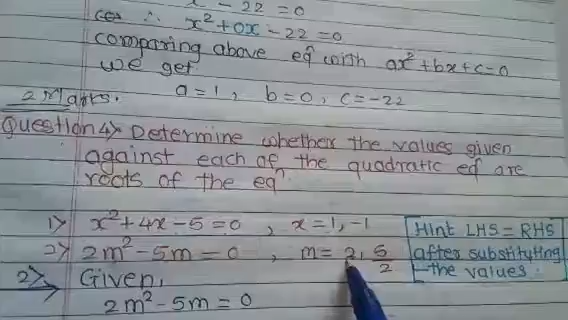 x² - 22 = 0
∴ x² + 0x - 22 = 0
comparing above eqⁿ with ax² + bx + c = 0
we get
a = 1, b = 0, c = -22
2 Marks.
Question 4) Determine whether the values given
against each of the quadratic eqⁿ are
roots of the eqⁿ
1) x² + 4x - 5 = 0 , x = 1, -1
2) 2m² - 5m = 0 , m = 2, 5/2
Hint LHS = RHS
after substituting
the values.
2) Given,
2m² - 5m = 0